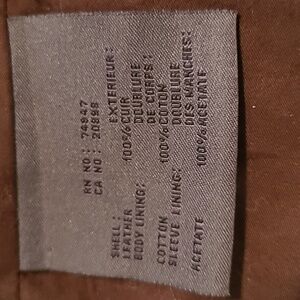 RN NO : 74947
CA NO : 20898
SHELL: EXTERIEUR:
LEATHER 100%CUIR
BODY LINING: DOUBLURE
DE CORPS:
COTTON 100%COTON
SLEEVE LINING: DOUBLURE
DES MANCHES:
ACETATE 100%ACETATE